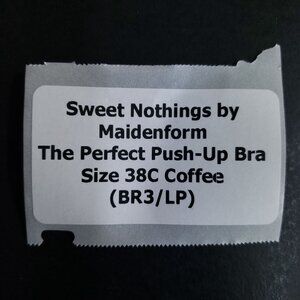 Sweet Nothings by
Maidenform
The Perfect Push-Up Bra
Size 38C Coffee
(BR3/LP)